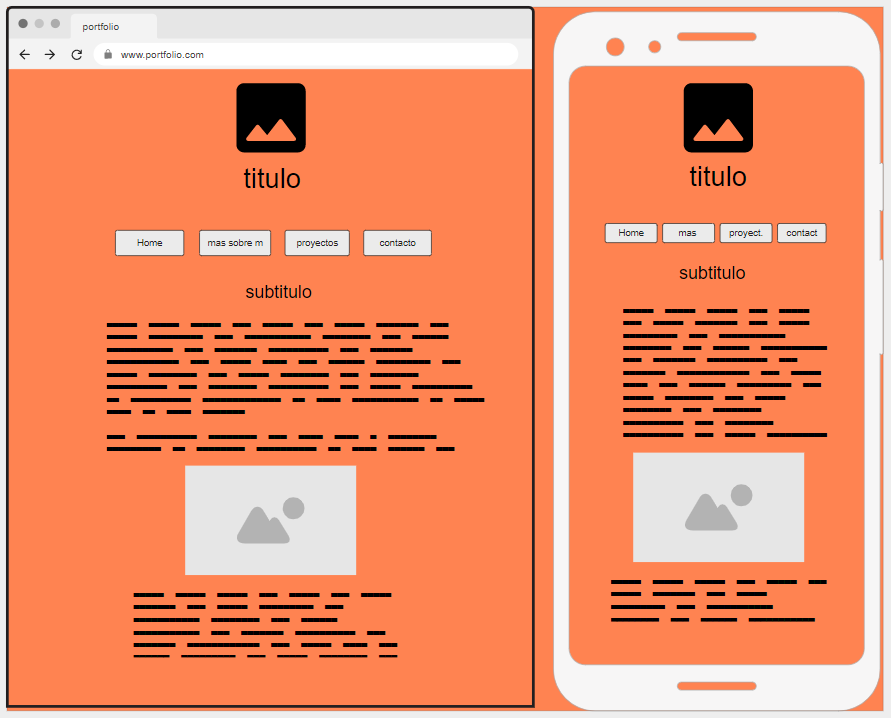 portfolio
www.portfolio.com
titulo
Home mas sobre m proyectos contacto
subtitulo
titulo
Home mas proyect. contact
subtitulo